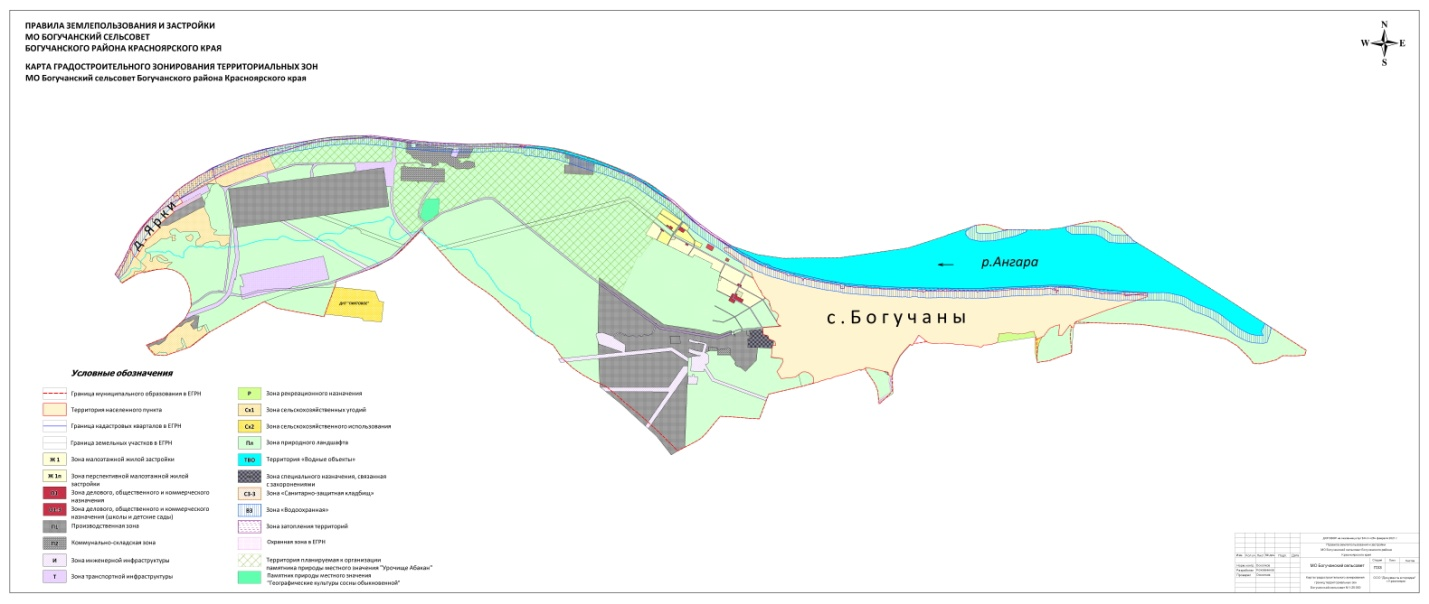 ПРАВИЛА ЗЕМЛЕПОЛЬЗОВАНИЯ И ЗАСТРОЙКИ
МО БОГУЧАНСКИЙ СЕЛЬСОВЕТ
БОГУЧАНСКОГО РАЙОНА КРАСНОЯРСКОГО КРАЯ
КАРТА ГРАДОСТРОИТЕЛЬНОГО ЗОНИРОВАНИЯ ТЕРРИТОРИАЛЬНЫХ ЗОН
МО Богучанский сельсовет Богучанского района Красноярского края
N
W E
S
д.Ярки
р.Ангара
с.Богучаны
Условные обозначения
Граница муниципального образования в ЕГРН
Территория населенного пункта
Граница кадастровых кварталов в ЕГРН
Граница земельных участков в ЕГРН
Ж 1 Зона малоэтажной жилой застройки
Ж 1п Зона перспективной малоэтажной жилой
застройки
Зона делового, общественного и коммерческого
назначения
Зона делового, общественного и коммерческого
назначения (школы и детские сады)
П1 Производственная зона
П2 Коммунально-складская зона
И Зона инженерной инфраструктуры
Т Зона транспортной инфраструктуры
Р Зона рекреационного назначения
Сх1 Зона сельскохозяйственных угодий
Сх2 Зона сельскохозяйственного использования
Пл Зона природного ландшафта
ТВО Территория «Водные объекты»
Зона специального назначения, связанная
с захоронениями
СЗ-3 Зона «Санитарно-защитная кладбищ»
ВЗ Зона «Водоохранная»
Зона затопления территорий
Охранная зона в ЕГРН
Территория планируемая к организации
памятника природы местного значения "Урочище Абакан"
Памятник природы местного значения
"Географические культуры сосны обыкновенной"
МО Богучанский сельсовет